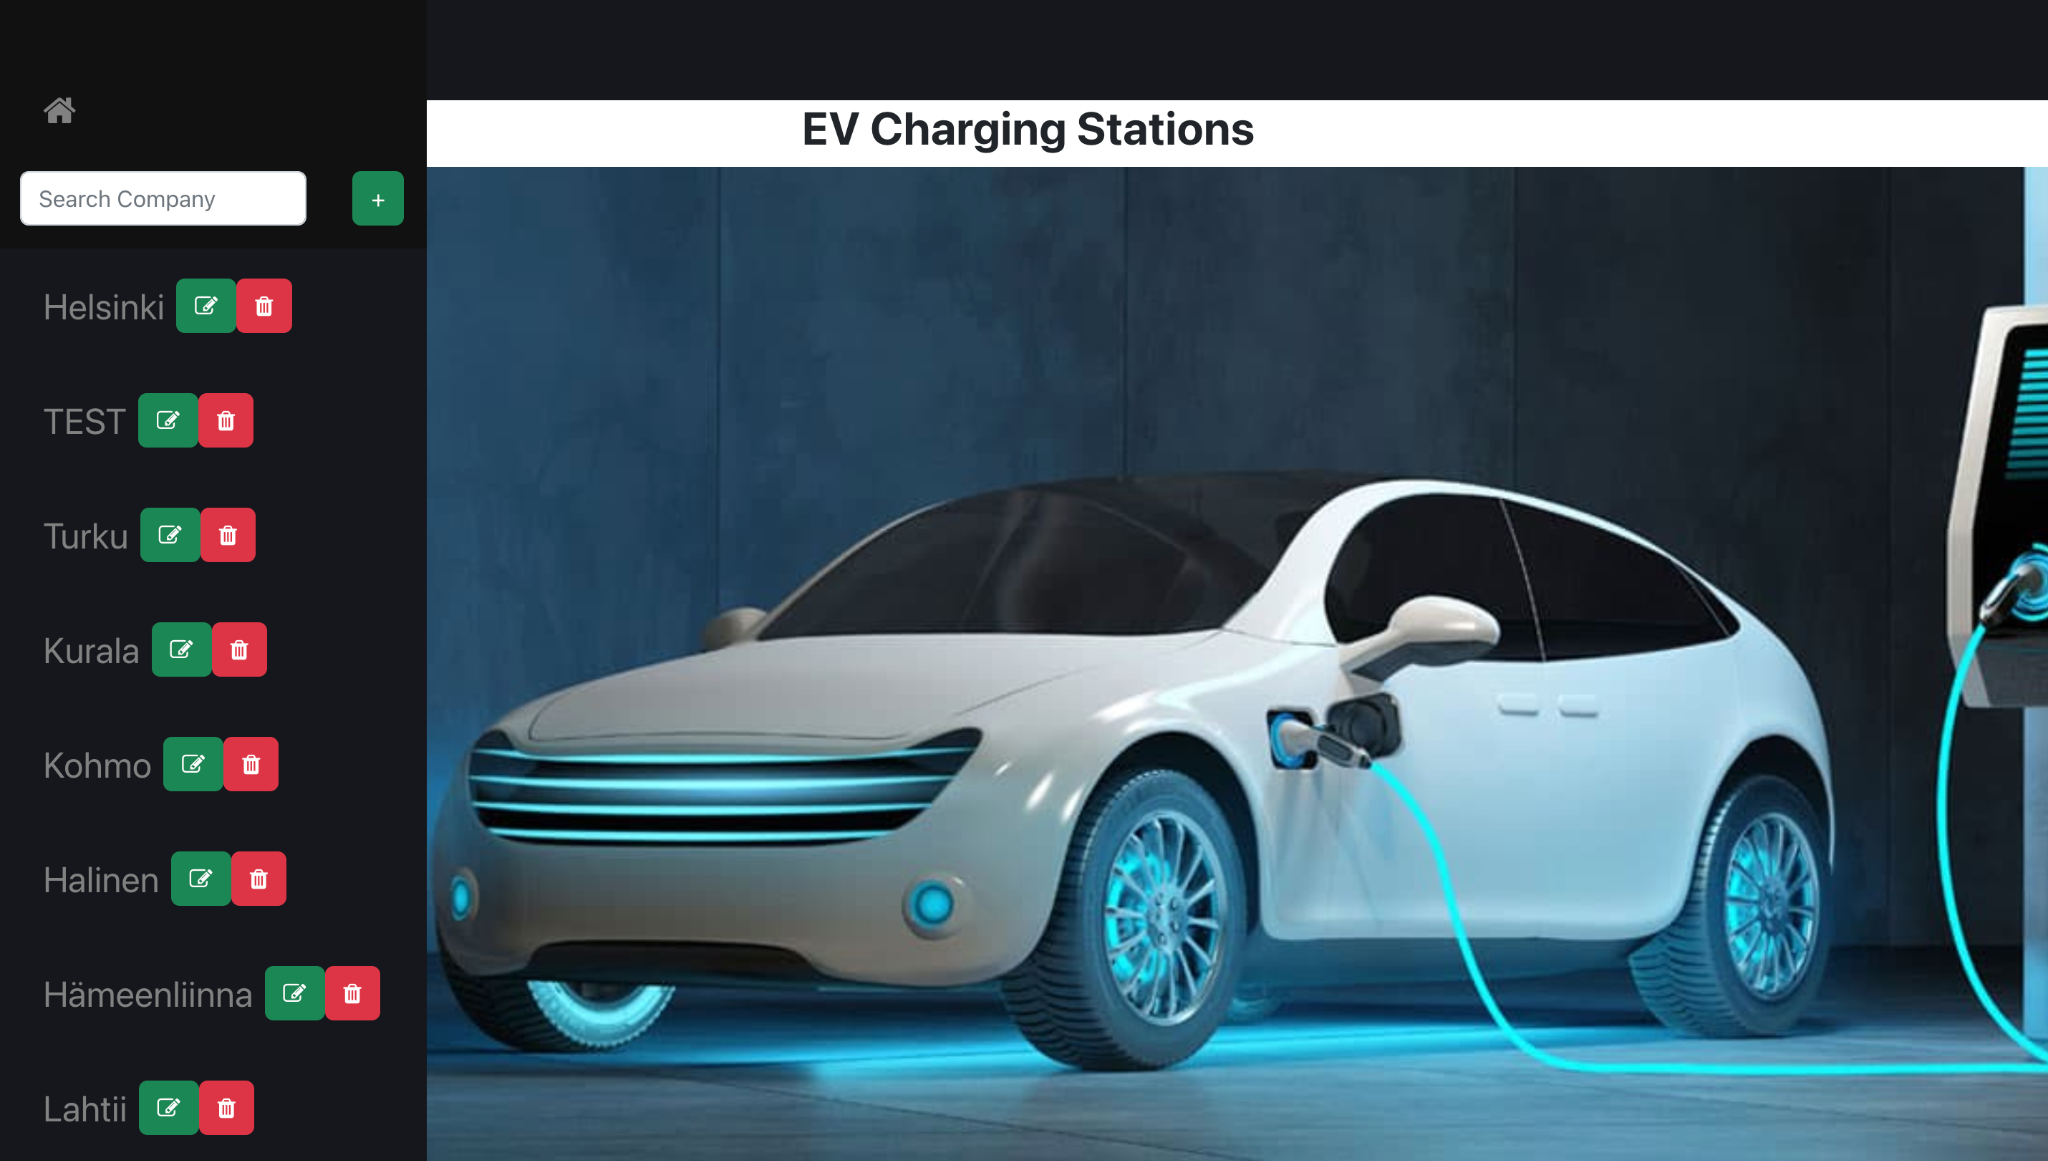 EV Charging Stations
Search Company
+
Helsinki
TEST
Turku
Kurala
Kohmo
Halinen
Hämeenliinna
Lahtii